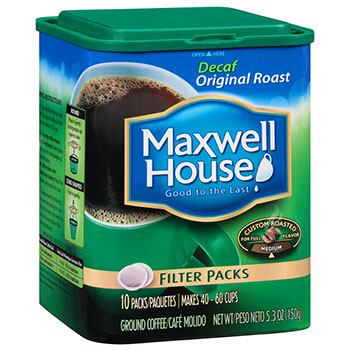 OPEN HERE
Decaf
Original Roast
Maxwell
House
Good to the Last
CUSTOM ROASTED
FOR FULL FLAVOR
MEDIUM
FILTER PACKS
10 PACKS/PAQUETES | MAKES 40 - 60 CUPS
GROUND COFFEE/CAFÉ MOLIDO NET WT/PESO NETO 5.3 OZ (150g)